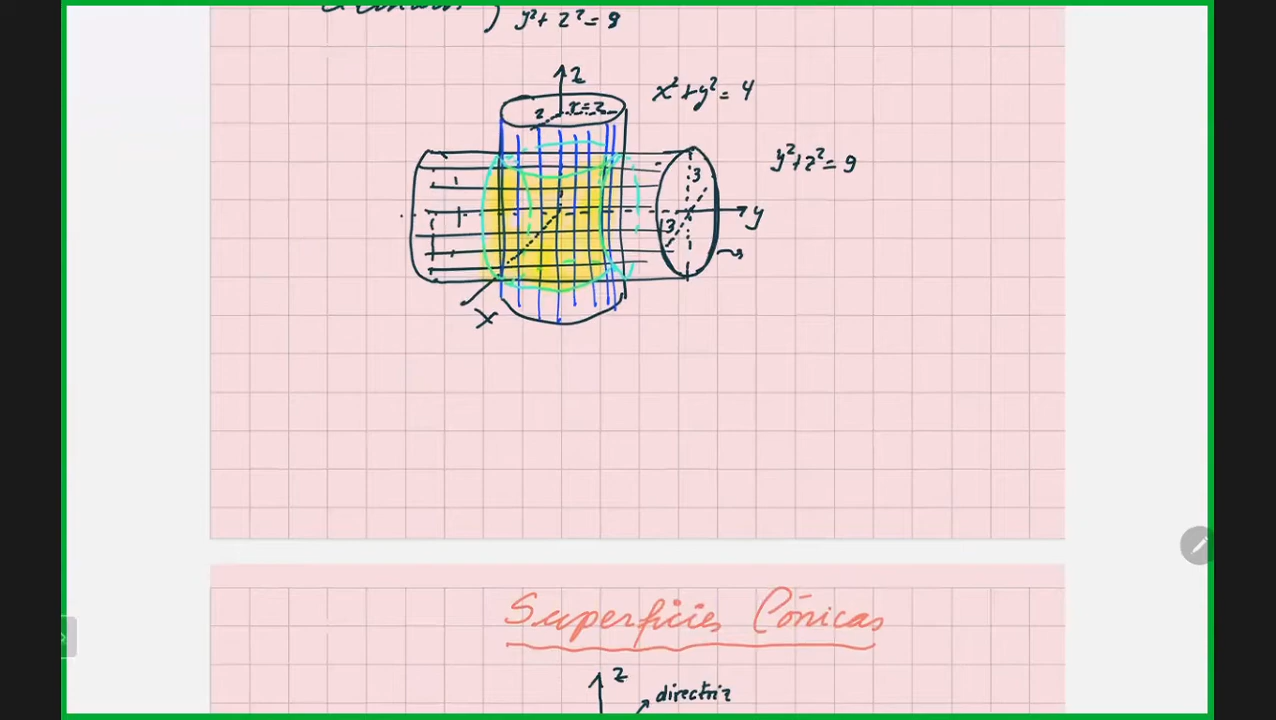 y²+z²=9
z
x²+y²=4
2 r=2
y²+z²=9
3
3
y
x
Superficies Cónicas
z
directriz